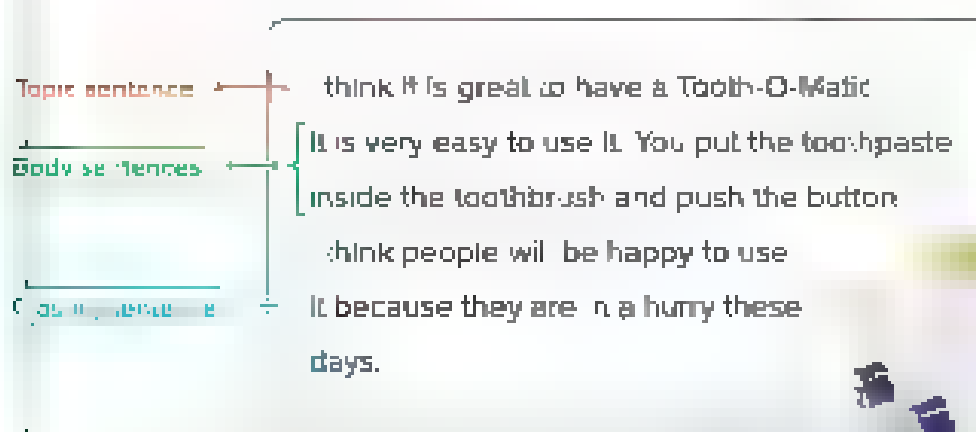 Topic sentence
think it is great to have a Tooth-O-Matic
Body sentences
It is very easy to use it. You put the toothpaste
inside the toothbrush and push the button
think people will be happy to use
it because they are in a hurry these
days.